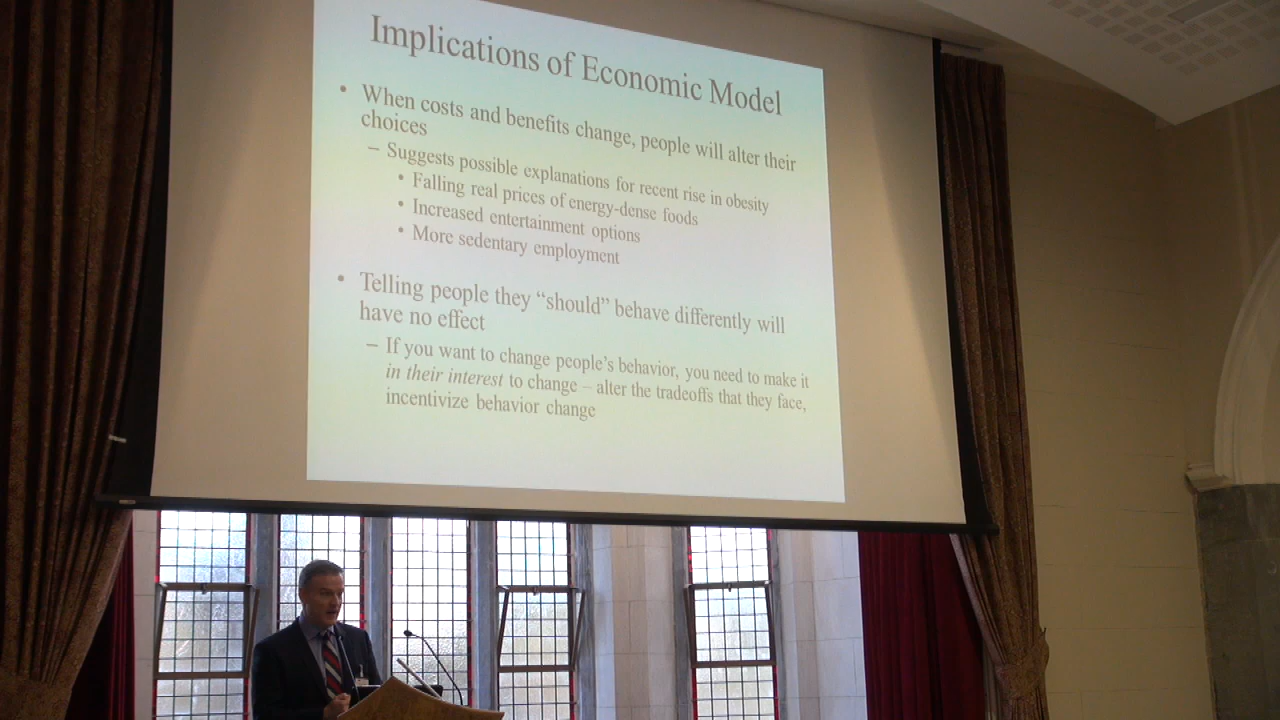 Implications of Economic Model
• When costs and benefits change, people will alter their
choices
– Suggests possible explanations for recent rise in obesity
• Falling real prices of energy-dense foods
• Increased entertainment options
• More sedentary employment
• Telling people they “should” behave differently will
have no effect
– If you want to change people’s behavior, you need to make it
in their interest to change – alter the tradeoffs that they face,
incentivize behavior change